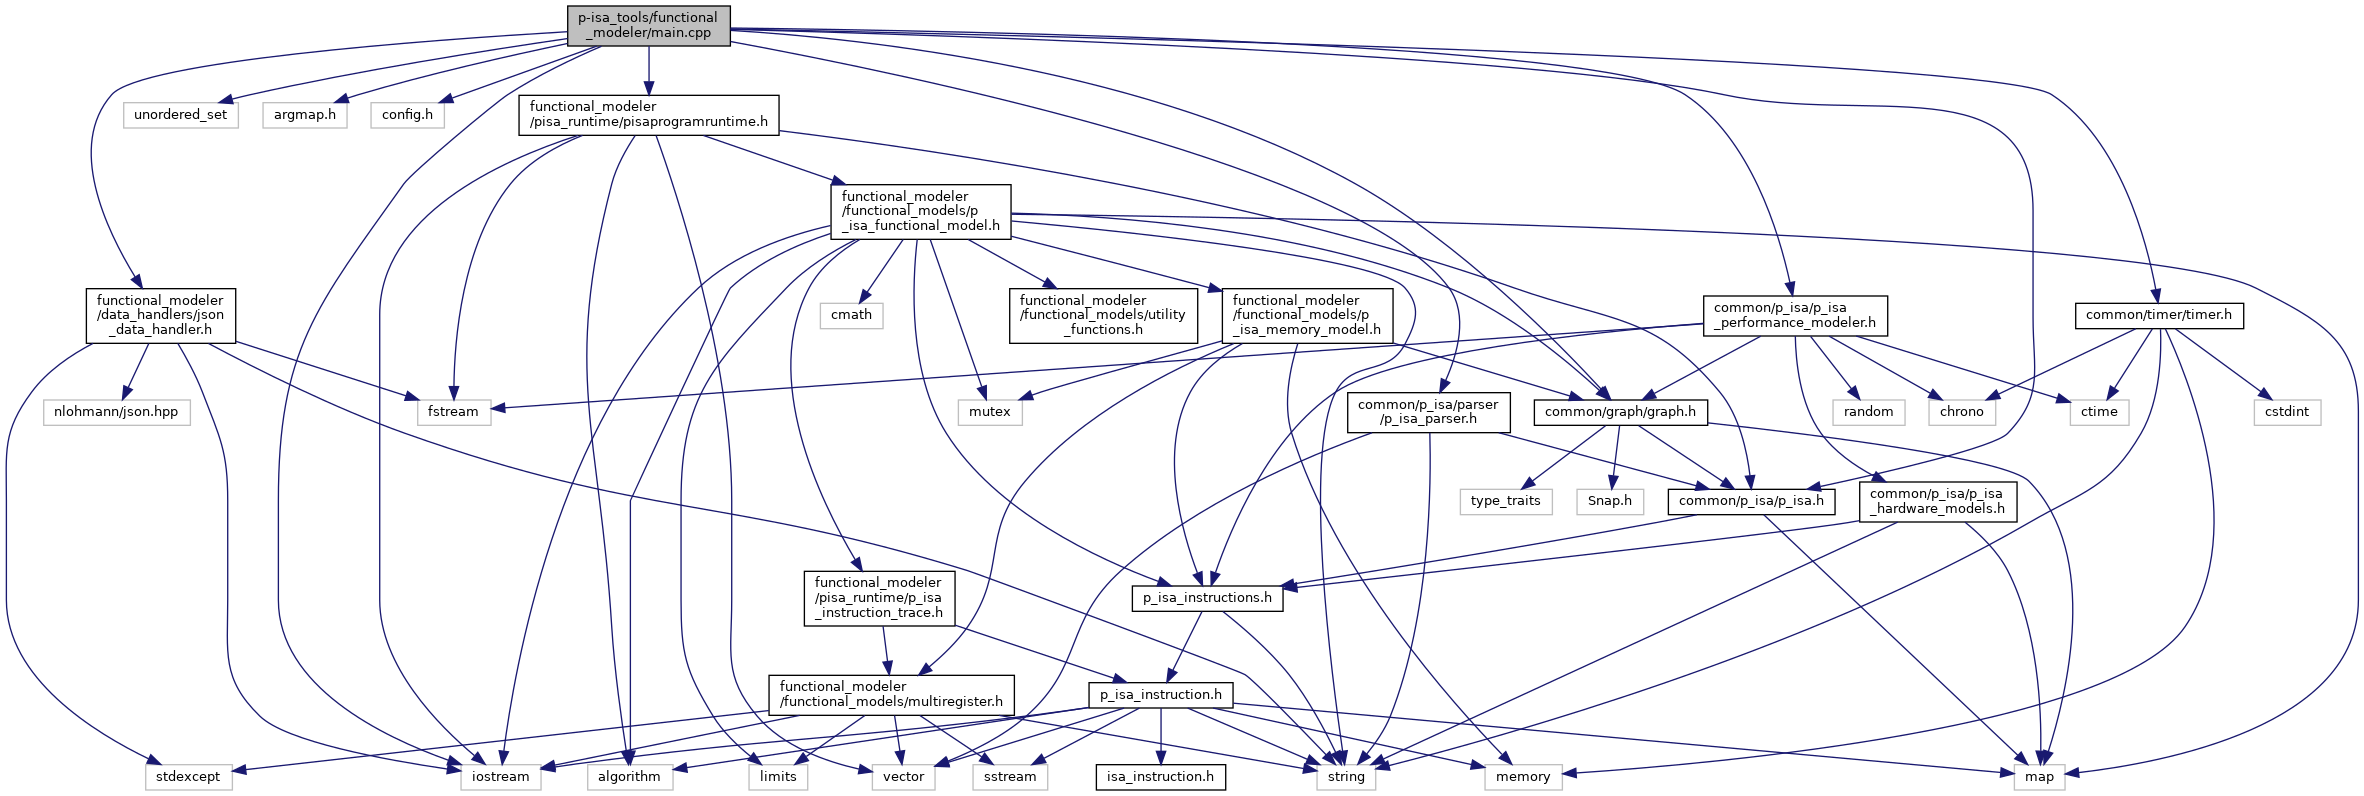 p-isa_tools/functional
_modeler/main.cpp
unordered_set
argmap.h
config.h
functional_modeler
/pisa_runtime/pisaprogramruntime.h
functional_modeler
/functional_models/p
_isa_functional_model.h
functional_modeler
/data_handlers/json
_data_handler.h
cmath
functional_modeler
/functional_models/utility
_functions.h
functional_modeler
/functional_models/p
_isa_memory_model.h
common/p_isa/p_isa
_performance_modeler.h
common/timer/timer.h
nlohmann/json.hpp
fstream
mutex
common/p_isa/parser
/p_isa_parser.h
common/graph/graph.h
random
chrono
ctime
cstdint
type_traits
Snap.h
common/p_isa/p_isa.h
common/p_isa/p_isa
_hardware_models.h
functional_modeler
/pisa_runtime/p_isa
_instruction_trace.h
p_isa_instructions.h
functional_modeler
/functional_models/multiregister.h
p_isa_instruction.h
stdexcept
iostream
algorithm
limits
vector
sstream
isa_instruction.h
string
memory
map